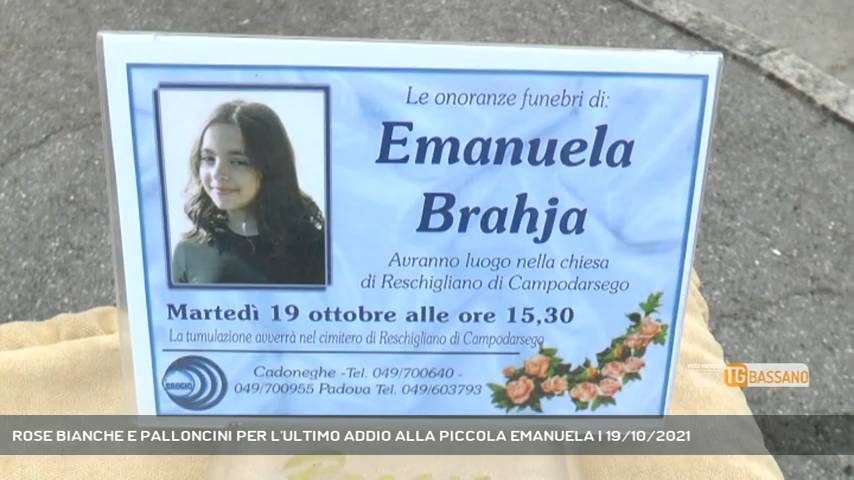 Le onoranze funebri di:
Emanuela
Brahja
Avranno luogo nella chiesa
di Reschigliano di Campodarsego
Martedì 19 ottobre alle ore 15,30
La tumulazione avverrà nel cimitero di Reschigliano di Campodarsego
BROGIO
Cadoneghe -Tel. 049/700640 -
049/700955 Padova Tel. 049/603793
TG BASSANO
ROSE BIANCHE E PALLONCINI PER L'ULTIMO ADDIO ALLA PICCOLA EMANUELA | 19/10/2021